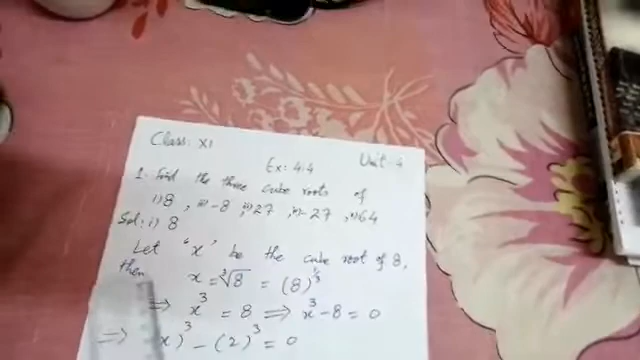 Class: XI
Ex: 4.4
Unit-4
1. Find the three cube roots of
i) 8 , ii) -8 , iii) 27 , iv) -27 , v) 64
Sol: i) 8
Let "x" be the cube root of 8,
then x = ∛8 = (8)^⅓
⇒ x³ = 8 ⇒ x³ - 8 = 0
⇒ x)³ - (2)³ = 0